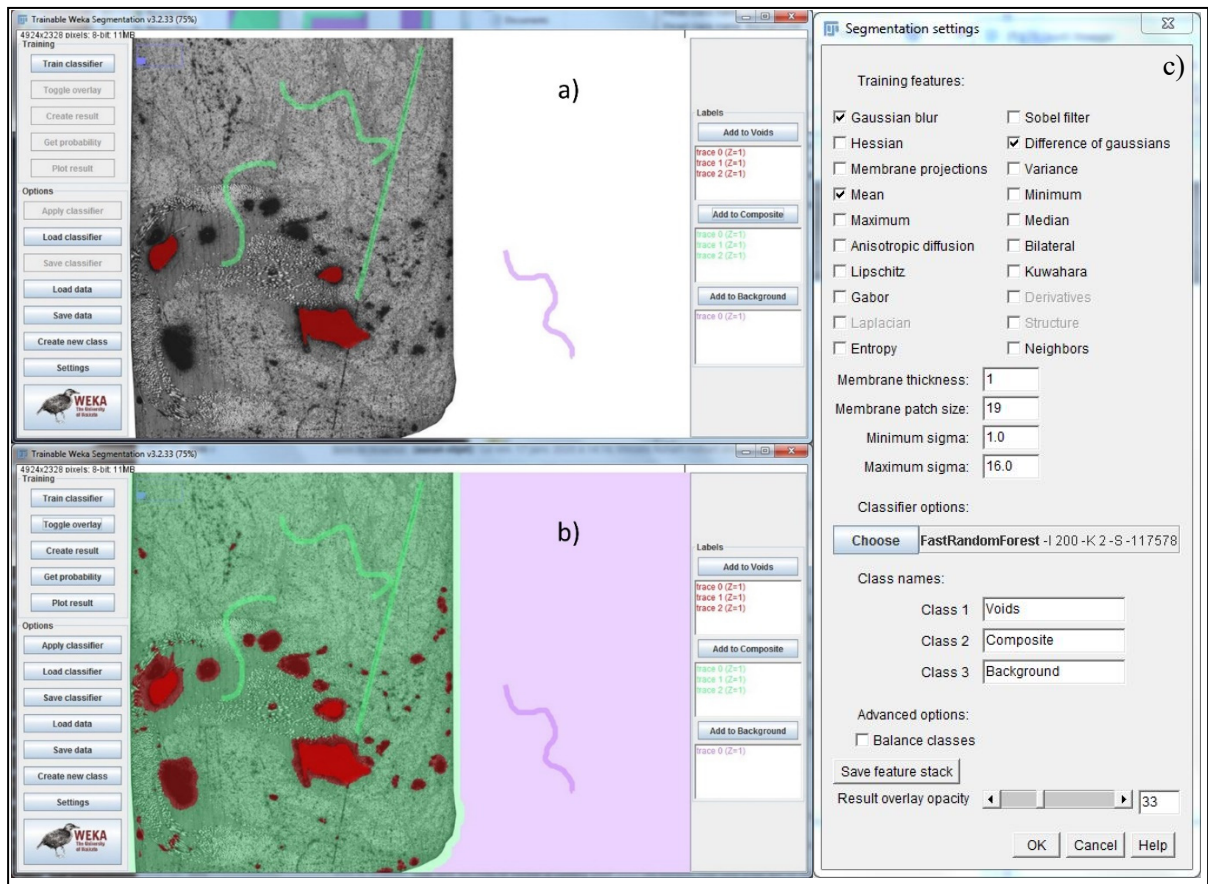 Trainable Weka Segmentation v3.2.33 (75%)
4924x2328 pixels; 8-bit; 11MB
Training
Train classifier
Toggle overlay
Create result
Get probability
Plot result
Options
Apply classifier
Load classifier
Save classifier
Load data
Save data
Create new class
Settings
WEKA
The University
of Waikato
a)
Labels
Add to Voids
trace 0 (Z=1)
trace 1 (Z=1)
trace 2 (Z=1)
Add to Composite
trace 0 (Z=1)
trace 1 (Z=1)
trace 2 (Z=1)
Add to Background
trace 0 (Z=1)
Trainable Weka Segmentation v3.2.33 (75%)
4924x2328 pixels; 8-bit; 11MB
Training
Train classifier
Toggle overlay
Create result
Get probability
Plot result
Options
Apply classifier
Load classifier
Save classifier
Load data
Save data
Create new class
Settings
WEKA
The University
of Waikato
b)
Labels
Add to Voids
trace 0 (Z=1)
trace 1 (Z=1)
trace 2 (Z=1)
Add to Composite
trace 0 (Z=1)
trace 1 (Z=1)
trace 2 (Z=1)
Add to Background
trace 0 (Z=1)
Segmentation settings
c)
Training features:
Gaussian blur Sobel filter
Hessian Difference of gaussians
Membrane projections Variance
Mean Minimum
Maximum Median
Anisotropic diffusion Bilateral
Lipschitz Kuwahara
Gabor Derivatives
Laplacian Structure
Entropy Neighbors
Membrane thickness: 1
Membrane patch size: 19
Minimum sigma: 1.0
Maximum sigma: 16.0
Classifier options:
Choose FastRandomForest -I 200 -K 2 -S -117578
Class names:
Class 1 Voids
Class 2 Composite
Class 3 Background
Advanced options:
Balance classes
Save feature stack
Result overlay opacity 33
OK Cancel Help